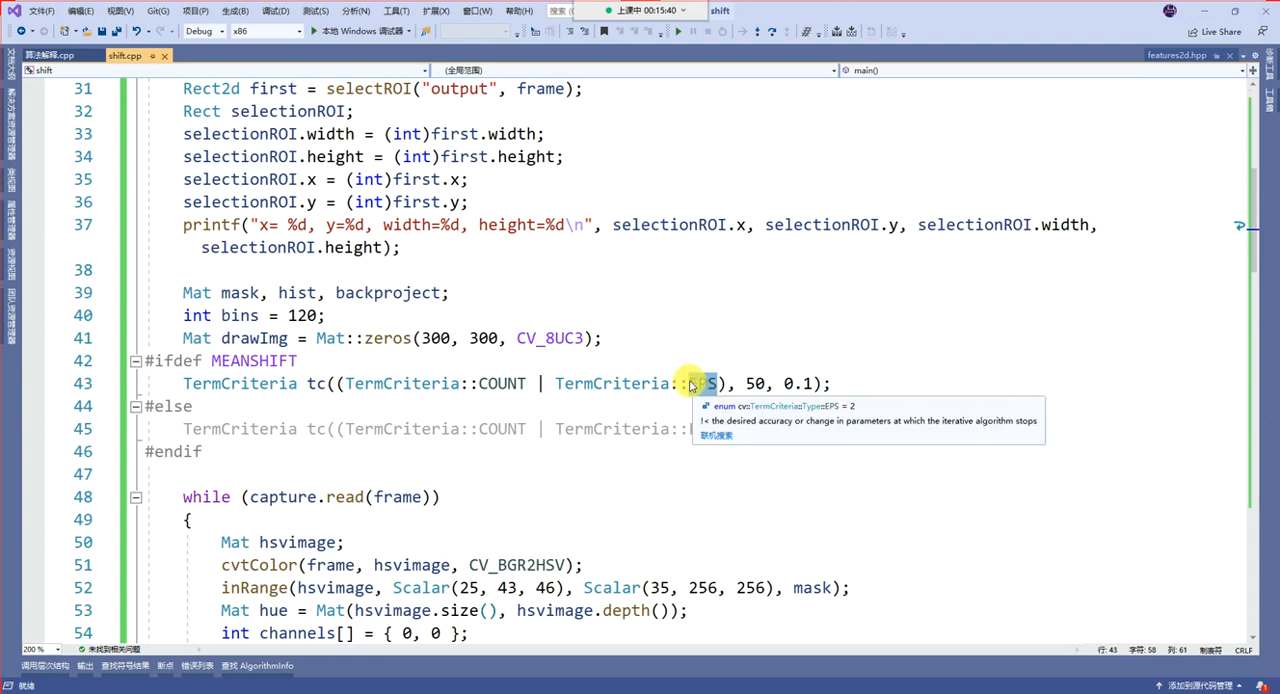 文件(F) 编辑(E) 视图(V) Git(G) 项目(P) 生成(B) 调试(D) 测试(S) 分析(N) 工具(T) 扩展(X) 窗口(W) 帮助(H) 搜索 上课中 00:15:40 shift
Debug x86 本地 Windows 调试器 Live Share
算法解释.cpp shift.cpp features2d.hpp
shift (全局范围) main()
31 Rect2d first = selectROI("output", frame);
32 Rect selectionROI;
33 selectionROI.width = (int)first.width;
34 selectionROI.height = (int)first.height;
35 selectionROI.x = (int)first.x;
36 selectionROI.y = (int)first.y;
37 printf("x= %d, y=%d, width=%d, height=%d\n", selectionROI.x, selectionROI.y, selectionROI.width,
selectionROI.height);
38
39 Mat mask, hist, backproject;
40 int bins = 120;
41 Mat drawImg = Mat::zeros(300, 300, CV_8UC3);
42 #ifdef MEANSHIFT
43 TermCriteria tc((TermCriteria::COUNT | TermCriteria::EPS), 50, 0.1);
44 #else
45 TermCriteria tc((TermCriteria::COUNT | TermCriteria::
46 #endif
47
48 while (capture.read(frame))
49 {
50 Mat hsvimage;
51 cvtColor(frame, hsvimage, CV_BGR2HSV);
52 inRange(hsvimage, Scalar(25, 43, 46), Scalar(35, 256, 256), mask);
53 Mat hue = Mat(hsvimage.size(), hsvimage.depth());
54 int channels[] = { 0, 0 };
enum cv::TermCriteria::Type::EPS = 2
!< the desired accuracy or change in parameters at which the iterative algorithm stops
联机搜索
200 % 未找到相关问题 行: 43 字符: 58 列: 61 制表符 CRLF
调用层次结构 输出 查找符号结果 断点 错误列表 查找 AlgorithmInfo
就绪 添加到源代码管理